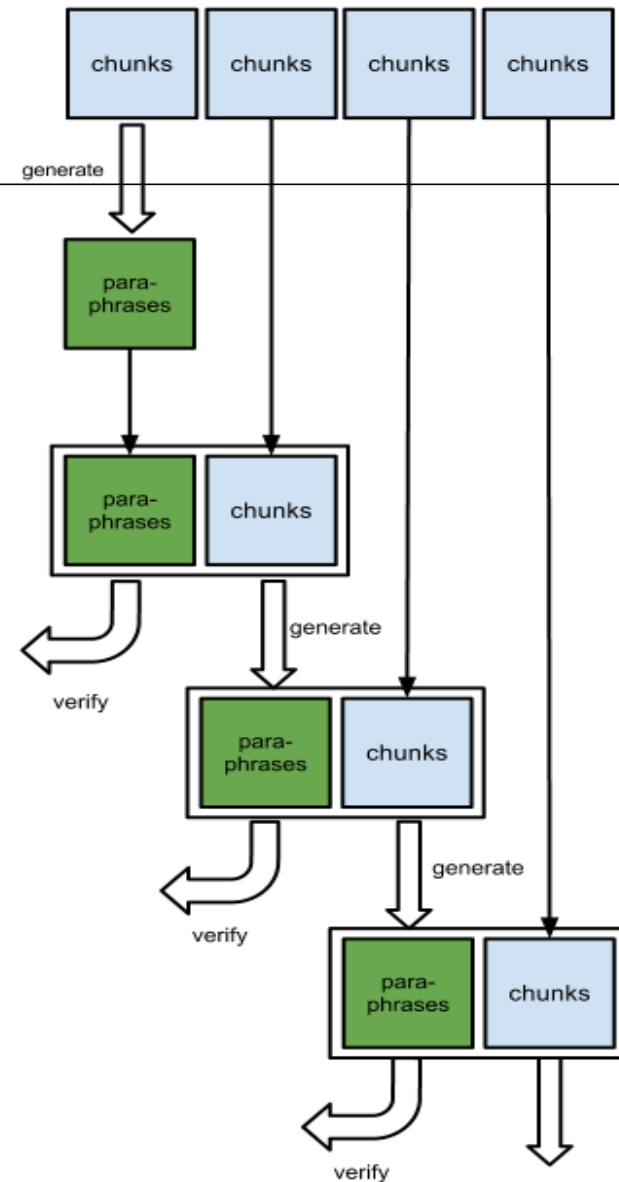 chunks
chunks
chunks
chunks
generate
para-
phrases
para-
phrases
chunks
generate
verify
para-
phrases
chunks
generate
verify
para-
phrases
chunks
verify